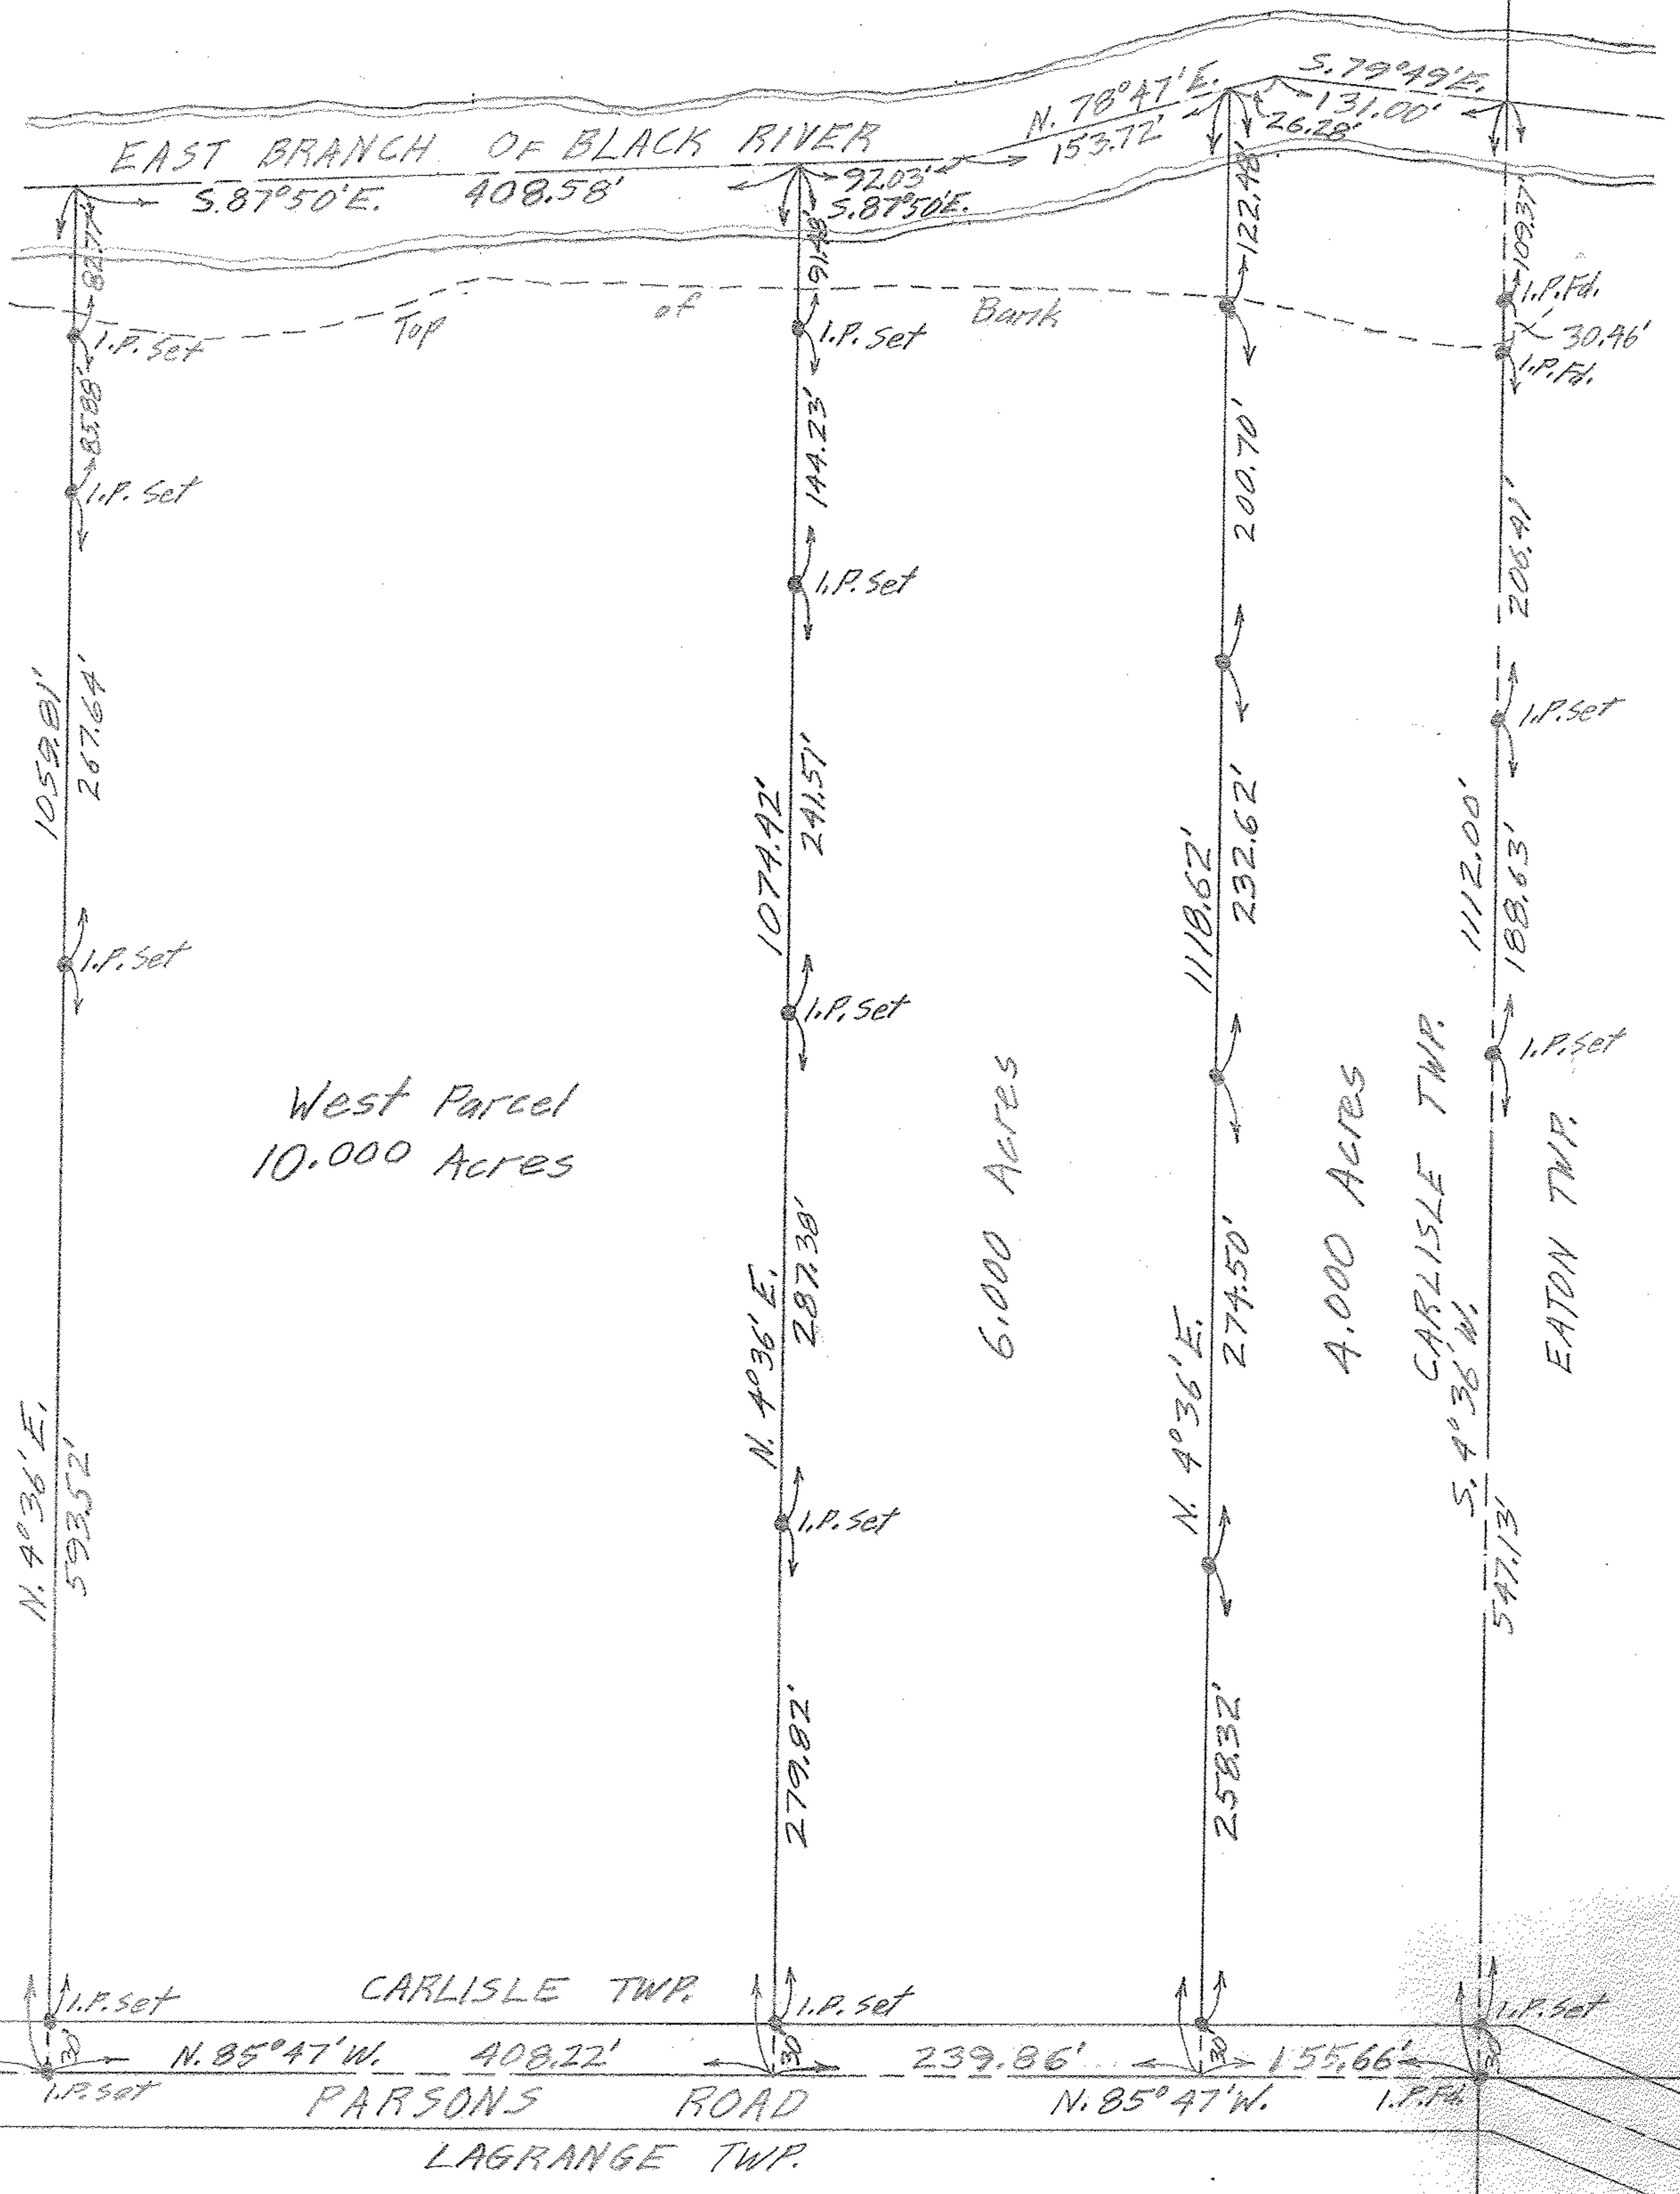 S. 79°49'E.
131.00'
26.28'
N. 78°47'E.
153.72'
EAST BRANCH OF BLACK RIVER
S. 87°50'E. 408.58'
92.03'
S. 87°50'E.
82.77'
91.43'
122.48'
109.37'
I.P. Fd.
30.46'
I.P. Fd.
Top of Bank
I.P. Set
I.P. Set
85.88'
144.23'
200.70'
206.41'
I.P. Set
I.P. Set
I.P. Set
1059.81'
267.64'
1074.42'
241.51'
1118.62'
232.62'
1112.00'
188.63'
I.P. Set
I.P. Set
I.P. Set
West Parcel
10.000 Acres
6.000 Acres
4.000 Acres
CARLISLE TWP.
EATON TWP.
N. 4°36' E.
593.52'
N. 4°36' E.
287.38'
N. 4°36' E.
274.50'
S. 4°36' W.
547.13'
I.P. Set
279.82'
258.32'
CARLISLE TWP.
I.P. Set
I.P. Set
I.P. Set
30'
30'
30'
30'
N. 85°47'W. 408.22'
239.86'
155.66'
I.P. Set
PARSONS ROAD
N. 85°47'W.
I.P. Fd.
LAGRANGE TWP.